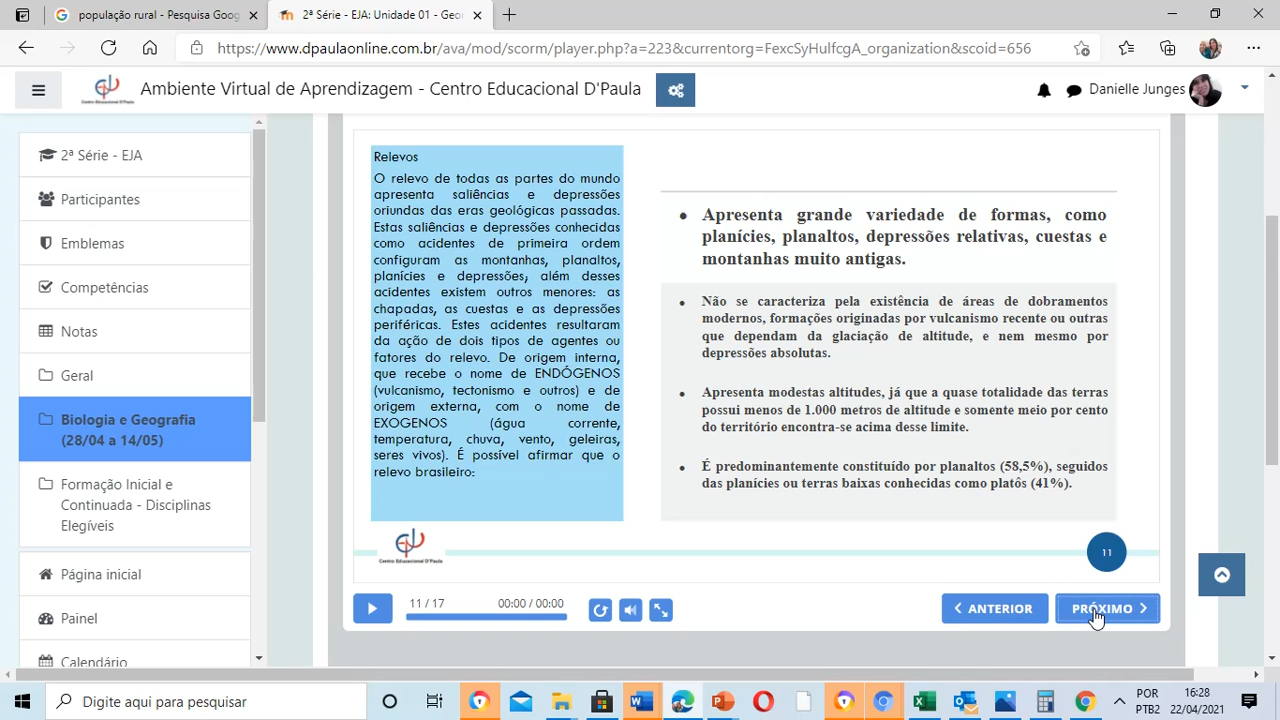 portugal - Pesquisa Goog
2ª Série - EJA: Unidade 01 - Geor
https://www.dpaulaonline.com.br/ava/mod/scorm/player.php?a=223&currentorg=FexcSyHulfcgA_organization&scoid=656
Centro Educacional D'Paula
Ambiente Virtual de Aprendizagem - Centro Educacional D'Paula
Danielle Junges
2ª Série - EJA
Participantes
Emblemas
Competências
Notas
Geral
Biologia e Geografia
(28/04 a 14/05)
Formação Inicial e
Continuada - Disciplinas
Elegíveis
Página inicial
Painel
Calendário
Relevos
O relevo de todas as partes do mundo
apresenta saliências e depressões
oriundas das eras geológicas passadas.
Estas saliências e depressões conhecidas
como acidentes de primeira ordem
configuram as montanhas, planaltos,
planícies e depressões, além desses
acidentes existem outros menores: as
chapadas, as cuestas e as depressões
periféricas. Estes acidentes resultaram
da ação de dois tipos de agentes ou
fatores do relevo. De origem interna,
que recebe o nome de ENDÓGENOS
(vulcanismo, tectonismo e outros) e de
origem externa, com o nome de
EXOGENOS (água corrente,
temperatura, chuva, vento, geleiras,
seres vivos). É possível afirmar que o
relevo brasileiro:
• Apresenta grande variedade de formas, como
planícies, planaltos, depressões relativas, cuestas e
montanhas muito antigas.
• Não se caracteriza pela existência de áreas de dobramentos
modernos, formações originadas por vulcanismo recente ou outras
que dependam da glaciação de altitude, e nem mesmo por
depressões absolutas.
• Apresenta modestas altitudes, já que a quase totalidade das terras
possui menos de 1.000 metros de altitude e somente meio por cento
do território encontra-se acima desse limite.
• É predominantemente constituído por planaltos (58,5%), seguidos
das planícies ou terras baixas conhecidas como platôs (41%).
Centro Educacional D'Paula
11
11 / 17
00:00 / 00:00
ANTERIOR
PRÓXIMO
Digite aqui para pesquisar
POR
PTB2
16:28
22/04/2021